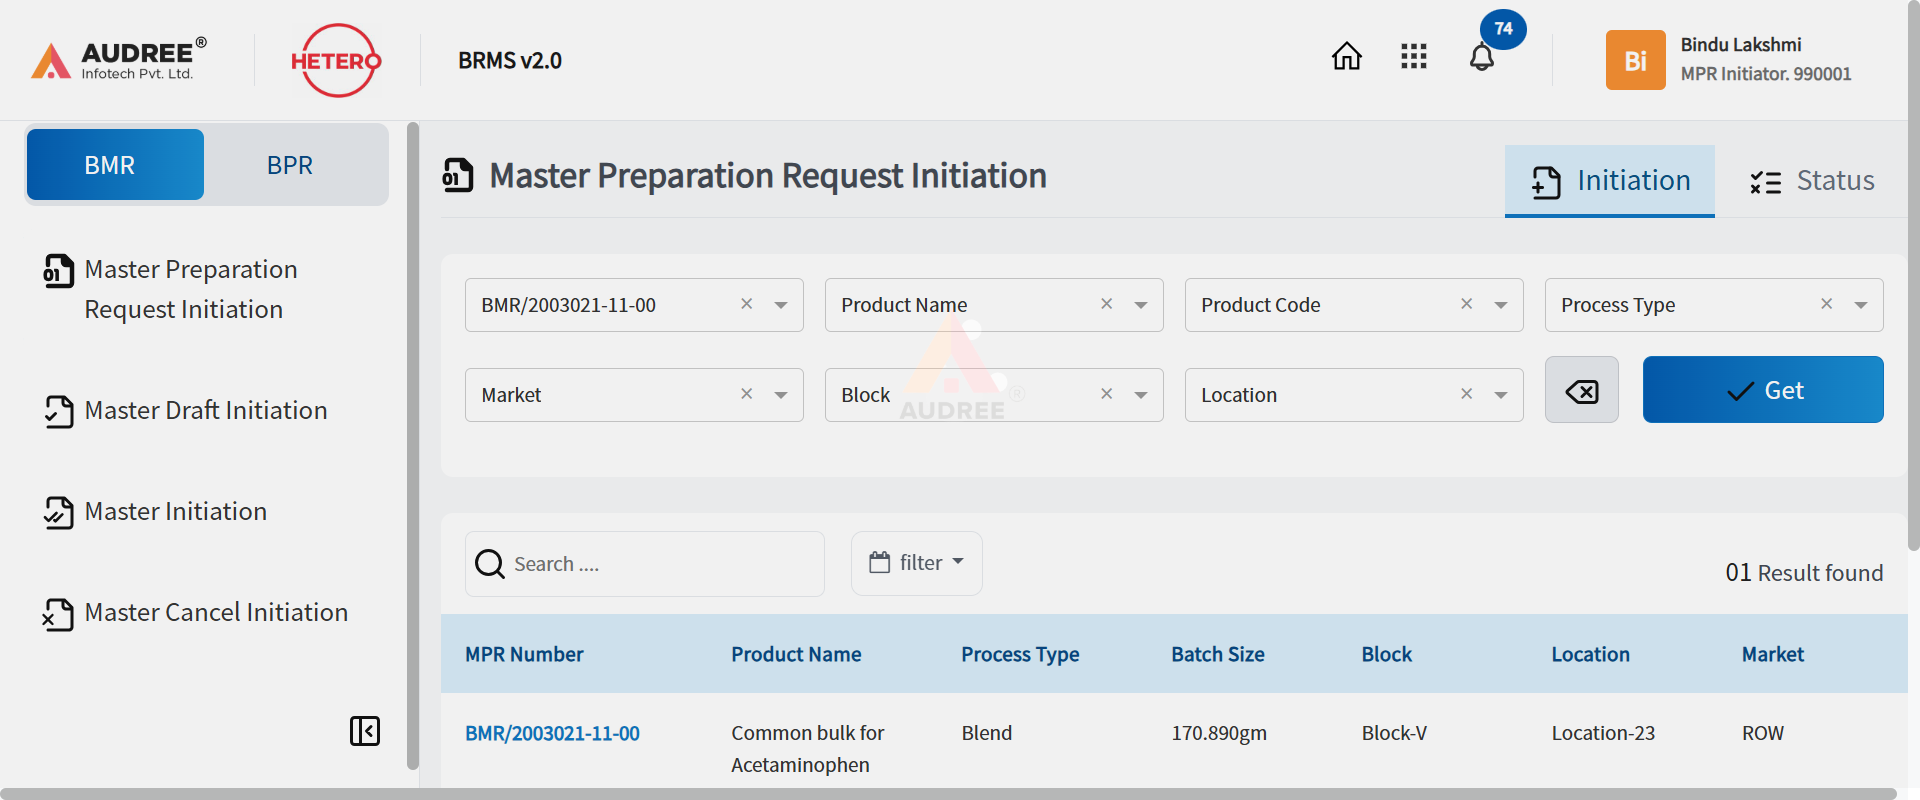 AUDREE®
Infotech Pvt. Ltd.
HETERO
BRMS v2.0
74
Bi
Bindu Lakshmi
MPR Initiator. 990001
BMR
BPR
Master Preparation
Request Initiation
Master Draft Initiation
Master Initiation
Master Cancel Initiation
01 Master Preparation Request Initiation
Initiation
Status
BMR/2003021-11-00 ×
Product Name ×
Product Code ×
Process Type ×
Market ×
Block ×
Location ×
Get
AUDREE®
Search ....
filter
01 Result found
MPR Number Product Name Process Type Batch Size Block Location Market
BMR/2003021-11-00 Common bulk for Blend 170.890gm Block-V Location-23 ROW
Acetaminophen